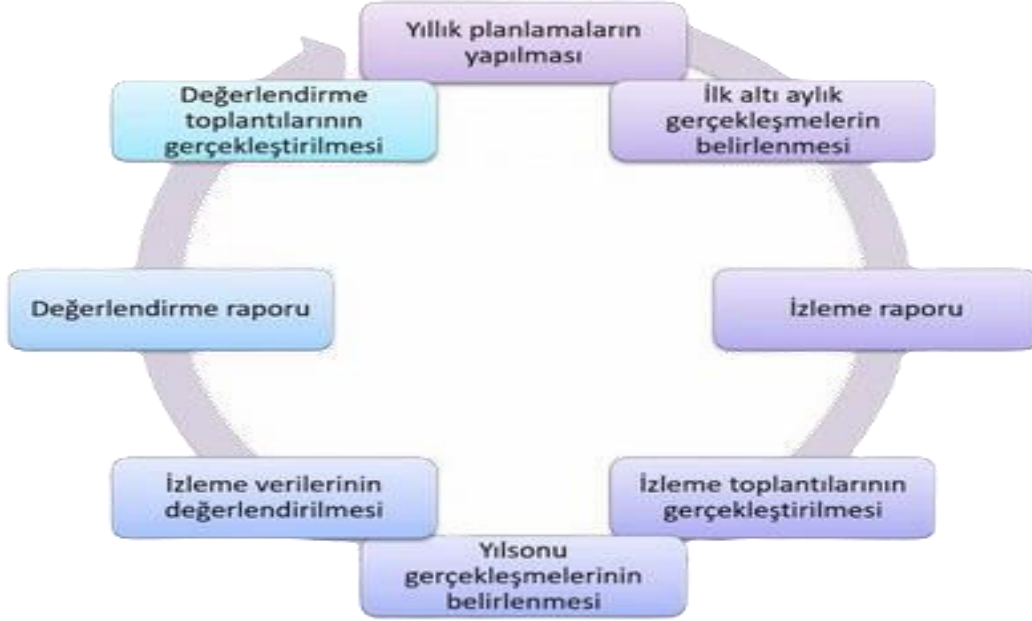 Yıllık planlamaların
yapılması
İlk altı aylık
gerçekleşmelerin
belirlenmesi
İzleme raporu
İzleme toplantılarının
gerçekleştirilmesi
Yılsonu
gerçekleşmelerinin
belirlenmesi
İzleme verilerinin
değerlendirilmesi
Değerlendirme raporu
Değerlendirme
toplantılarının
gerçekleştirilmesi